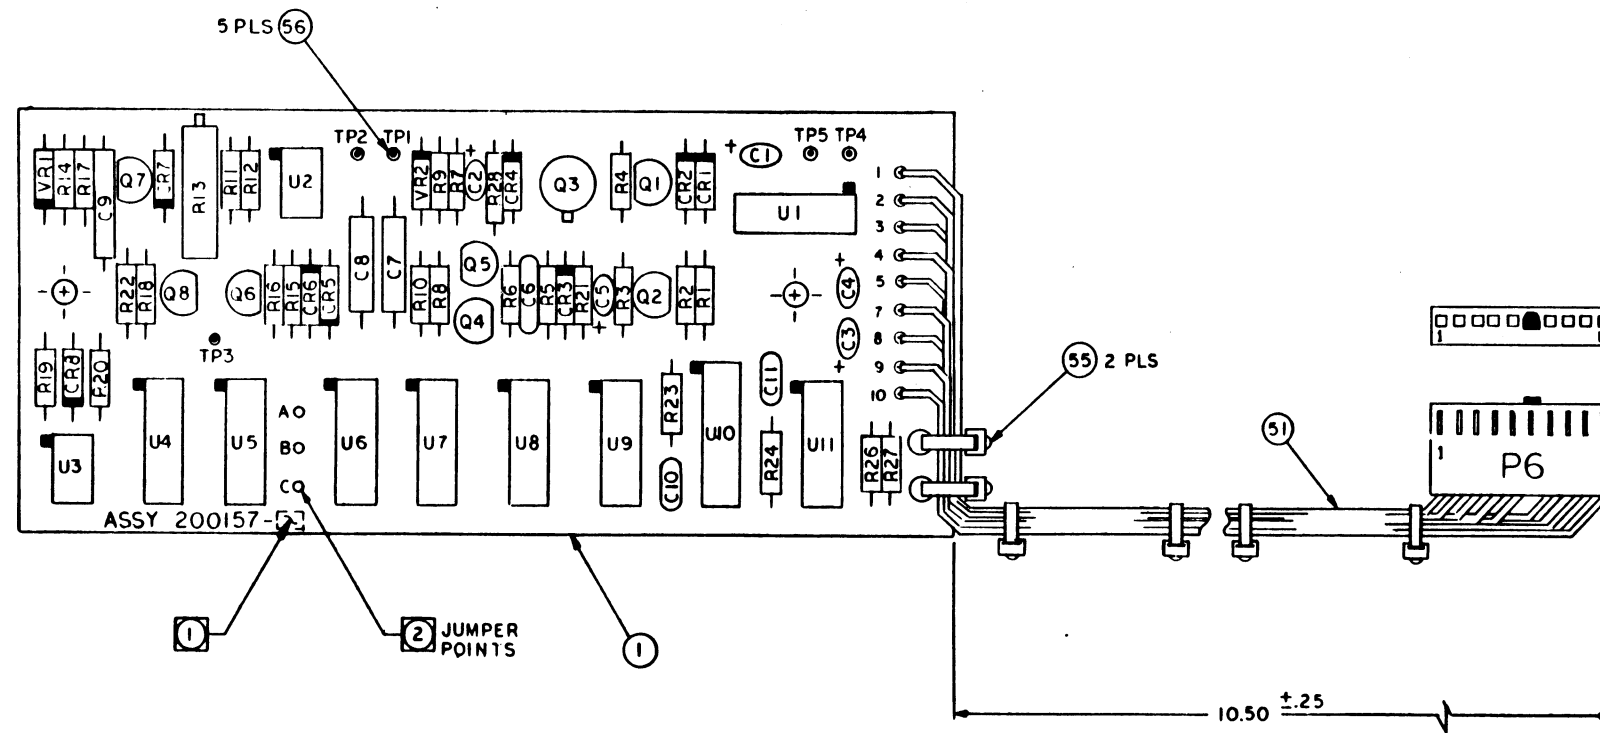 5 PLS 56
TP2 TP1
TP5 TP4
VR1 R14 R17 C9 Q7 CR7 R13 R11 R12 U2
VR2 R9 R7 + C2 R28 CR4 Q3 R4 Q1 CR2 CR1
+ C1
U1
1
2
3
4
5
7
8
9
10
R22 R18 Q8 Q6 R16 R15 CR6 CR5 C8 C7
R10 R8 Q5 Q4 R6 C6 R5 CR3 R21 C5 + R3 Q2 R2 R1
+ C4
C3 +
TP3
R19 CR8 R20
U3 U4 U5
A
B
C
U6 U7 U8 U9 R23 C10 U10 C11 R24 U11 R26 R27
ASSY 200157-
55 2 PLS
51
1
1
P6
1
2 JUMPER
POINTS
1
10.50 ±.25